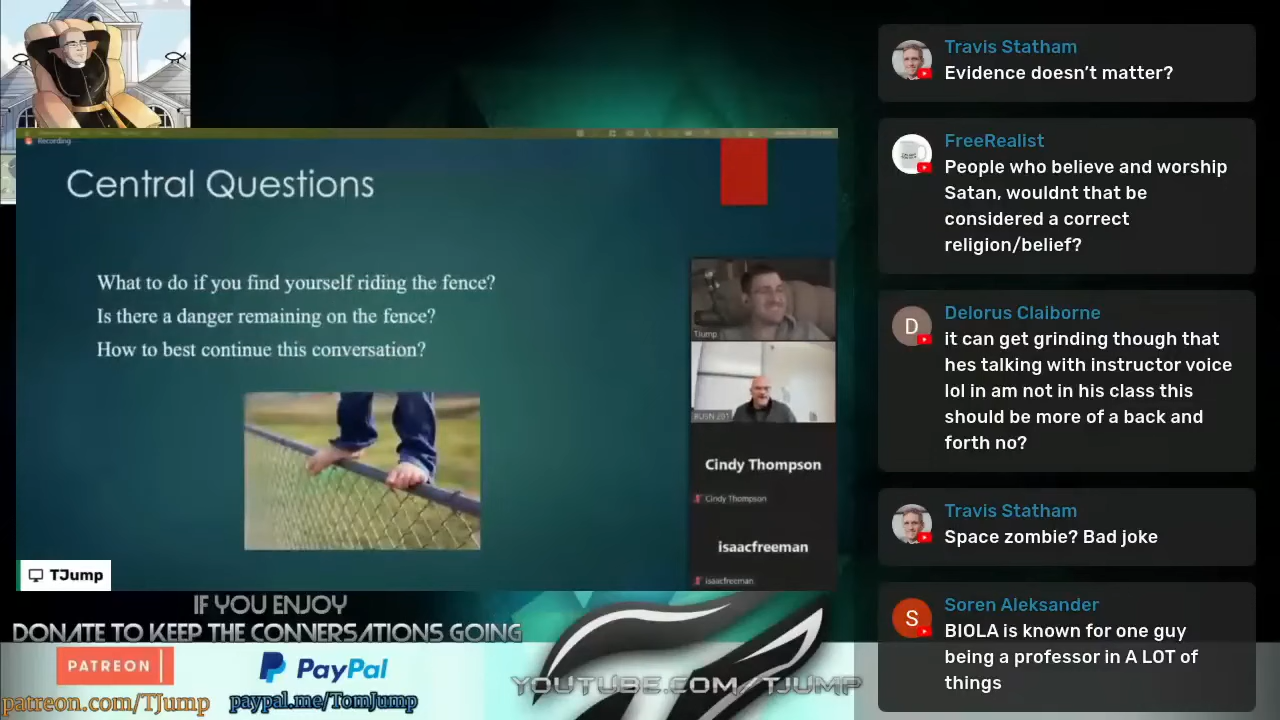 Recording
Central Questions
What to do if you find yourself riding the fence?
Is there a danger remaining on the fence?
How to best continue this conversation?
TJump
Cindy Thompson
Cindy Thompson
isaacfreeman
isaacfreeman
TJump
IF YOU ENJOY
DONATE TO KEEP THE CONVERSATIONS GOING
PATREON
PayPal
patreon.com/TJump
paypal.me/TomJump
YOUTUBE.COM/TJUMP
Travis Statham
Evidence doesn’t matter?
FreeRealist
People who believe and worship
Satan, wouldnt that be
considered a correct
religion/belief?
D
Delorus Claiborne
it can get grinding though that
hes talking with instructor voice
lol in am not in his class this
should be more of a back and
forth no?
Travis Statham
Space zombie? Bad joke
S
Soren Aleksander
BIOLA is known for one guy
being a professor in A LOT of
things